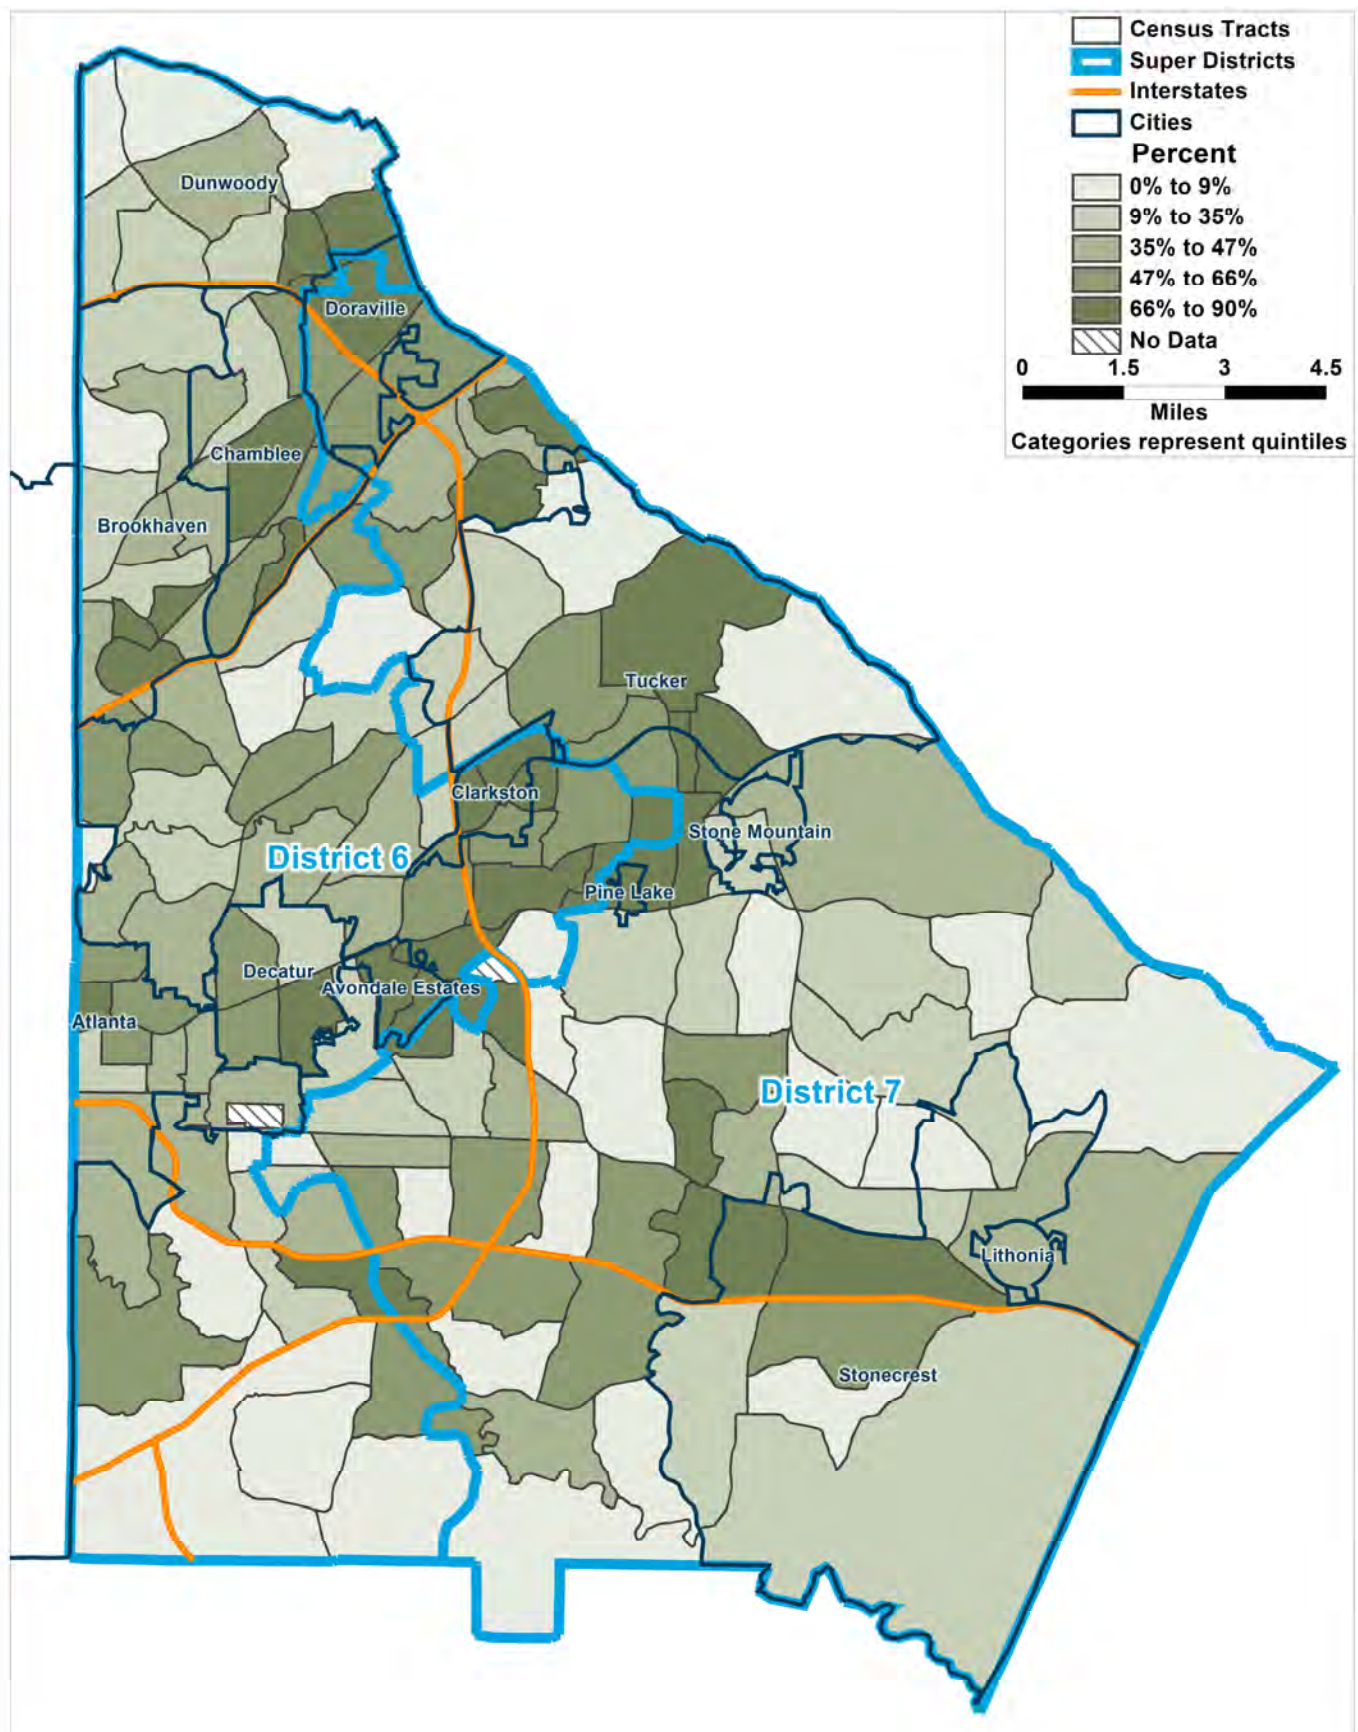 Census Tracts
Super Districts
Interstates
Cities
Percent
0% to 9%
9% to 35%
35% to 47%
47% to 66%
66% to 90%
No Data
0 1.5 3 4.5
Miles
Categories represent quintiles
Dunwoody
Doraville
Chamblee
Brookhaven
Tucker
Clarkston
Stone Mountain
District 6
Pine Lake
Decatur
Avondale Estates
Atlanta
District 7
Lithonia
Stonecrest